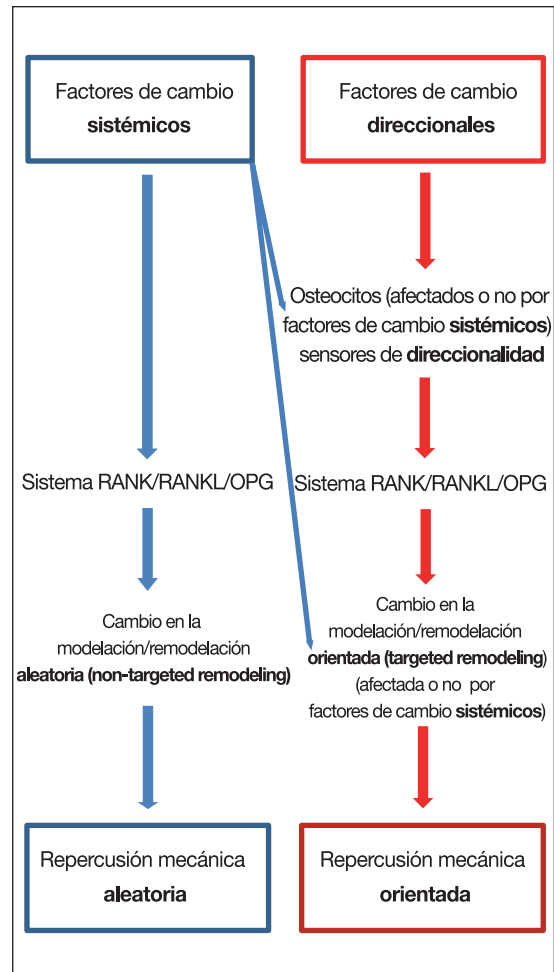 Factores de cambio
sistémicos
Factores de cambio
direccionales
Osteocitos (afectados o no por
factores de cambio sistémicos)
sensores de direccionalidad
Sistema RANK/RANKL/OPG
Sistema RANK/RANKL/OPG
Cambio en la
modelación/remodelación
aleatoria (non-targeted remodeling)
Cambio en la
modelación/remodelación
orientada (targeted remodeling)
(afectada o no por
factores de cambio sistémicos)
Repercusión mecánica
aleatoria
Repercusión mecánica
orientada